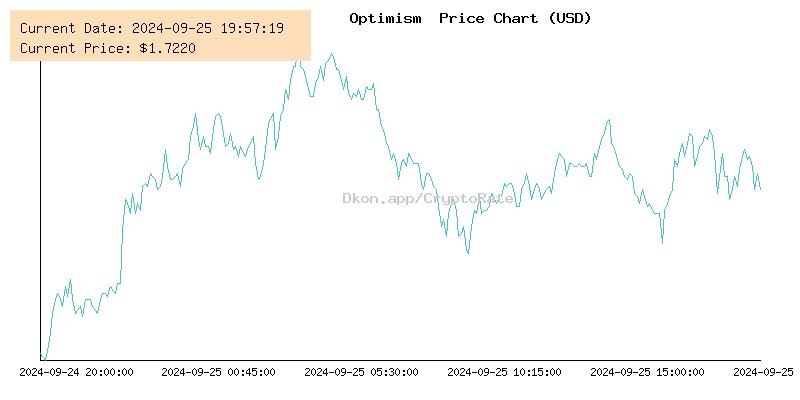 Optimism  Price Chart (USD)
Current Date: 2024-09-25 19:57:19
Current Price: $1.7220
Dkon.app/CryptoRate
2024-09-24 20:00:00 2024-09-25 00:45:00 2024-09-25 05:30:00 2024-09-25 10:15:00 2024-09-25 15:00:00 2024-09-25